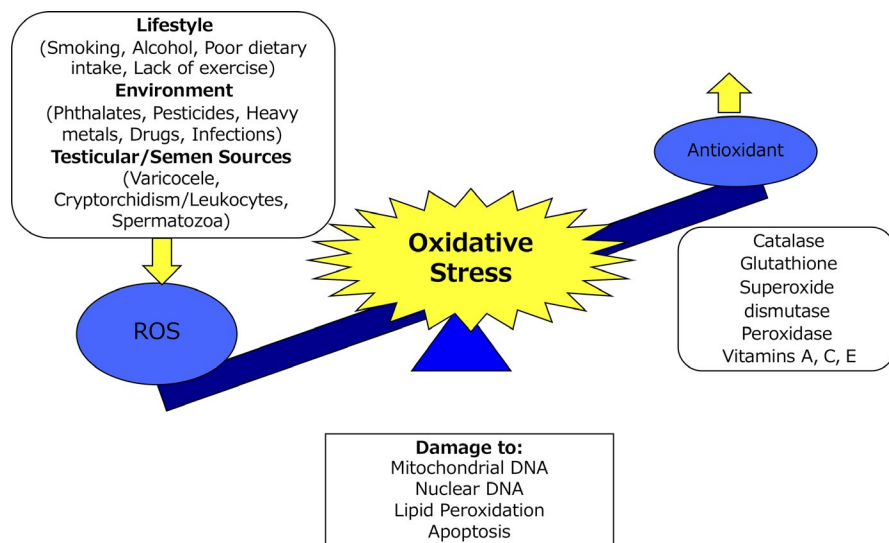 Lifestyle
(Smoking, Alcohol, Poor dietary
intake, Lack of exercise)
Environment
(Phthalates, Pesticides, Heavy
metals, Drugs, Infections)
Testicular/Semen Sources
(Varicocele,
Cryptorchidism/Leukocytes,
Spermatozoa)
ROS
Oxidative
Stress
Antioxidant
Catalase
Glutathione
Superoxide
dismutase
Peroxidase
Vitamins A, C, E
Damage to:
Mitochondrial DNA
Nuclear DNA
Lipid Peroxidation
Apoptosis